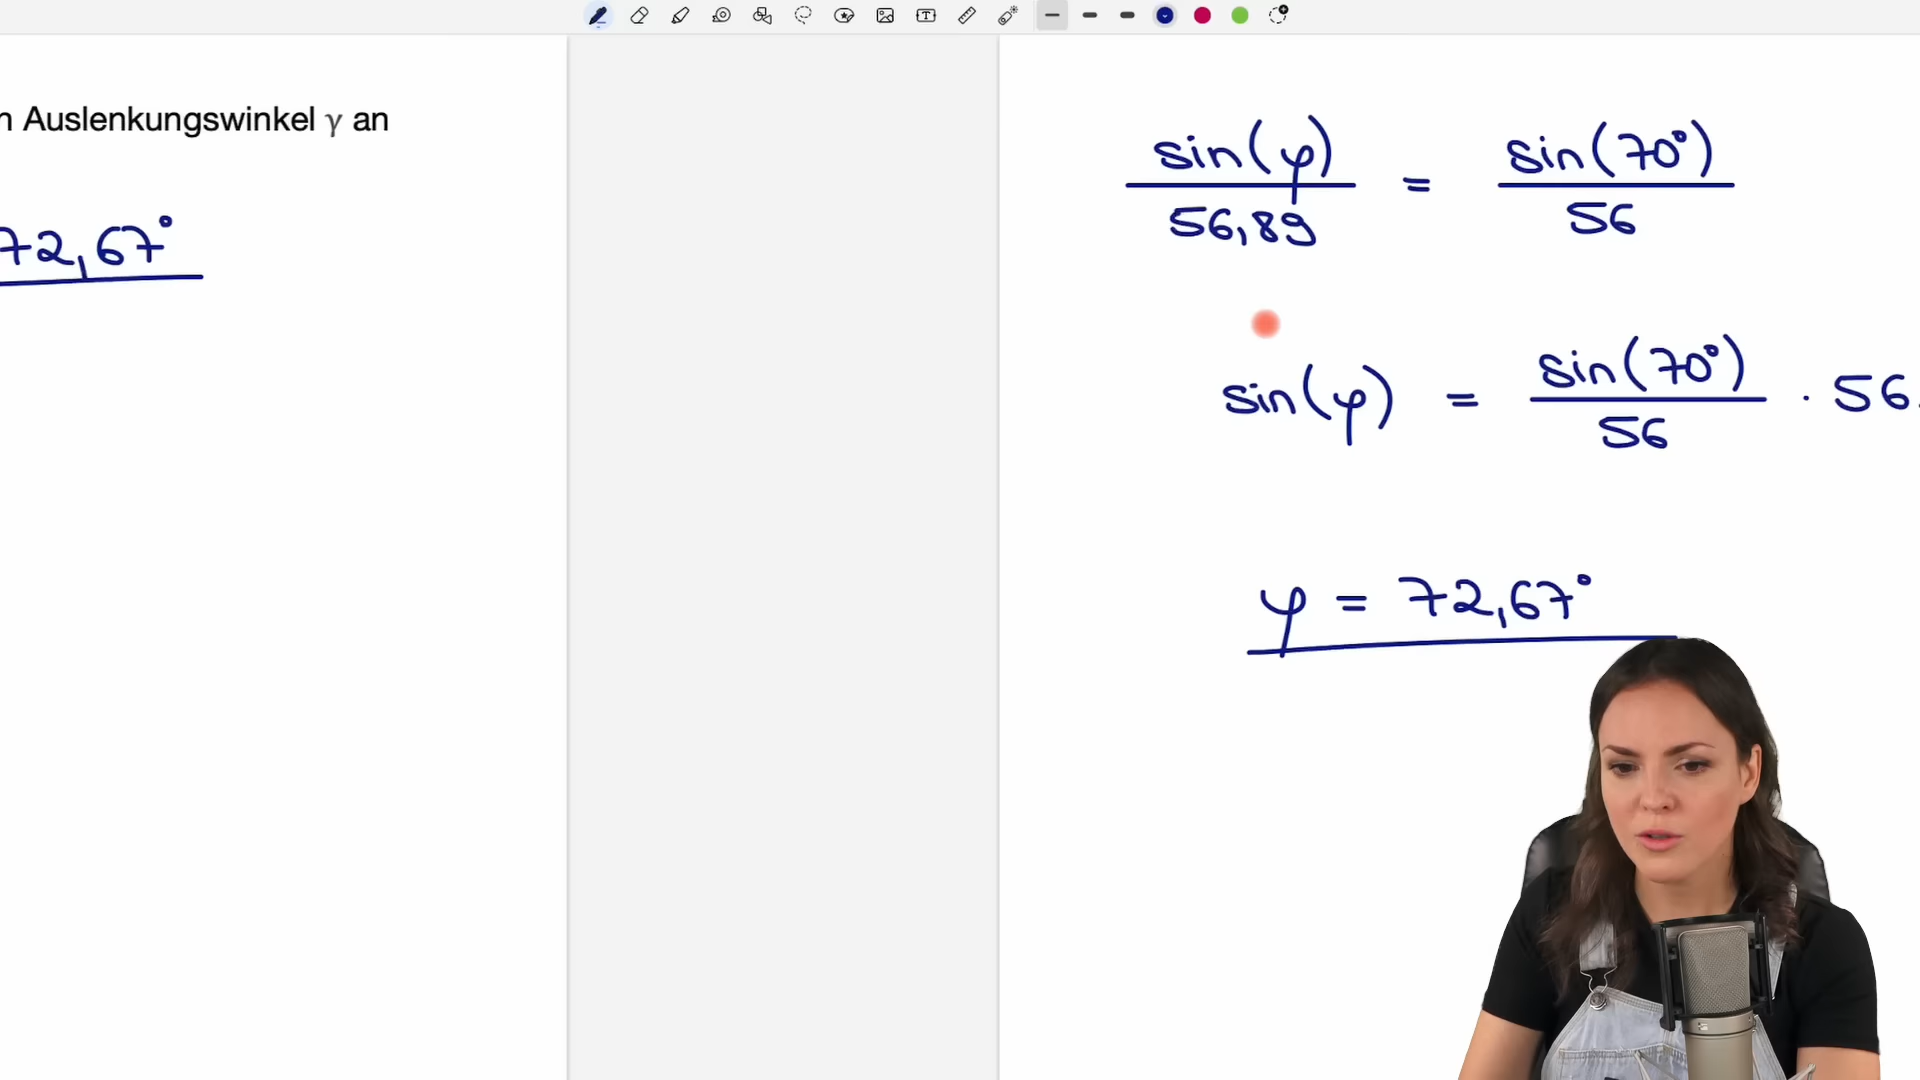 n Auslenkungswinkel γ an
72,67°
sin(φ) / 56,89 = sin(70°) / 56
sin(φ) = sin(70°) / 56 · 56
φ = 72,67°